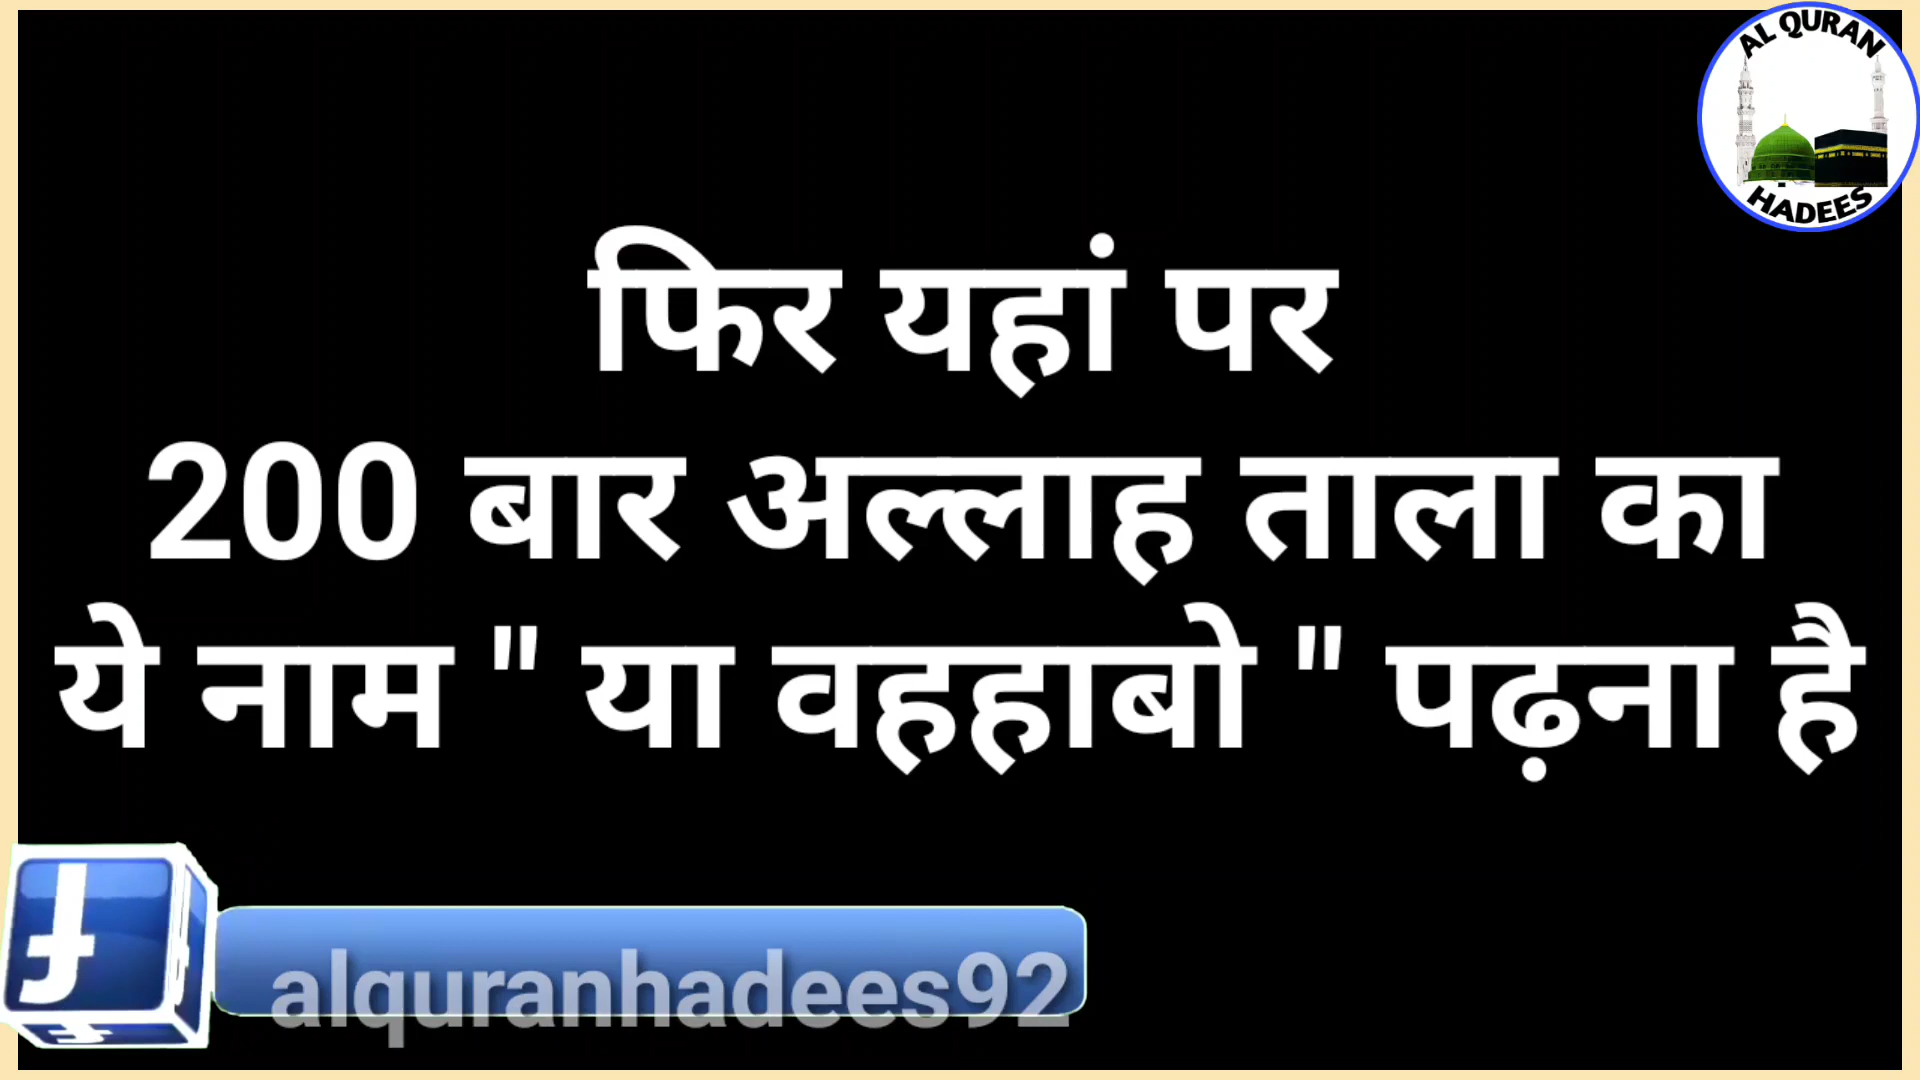 AL QURAN
HADEES
फिर यहां पर
200 बार अल्लाह ताला का
ये नाम " या वहहाबो " पढ़ना है
alquranhadees92